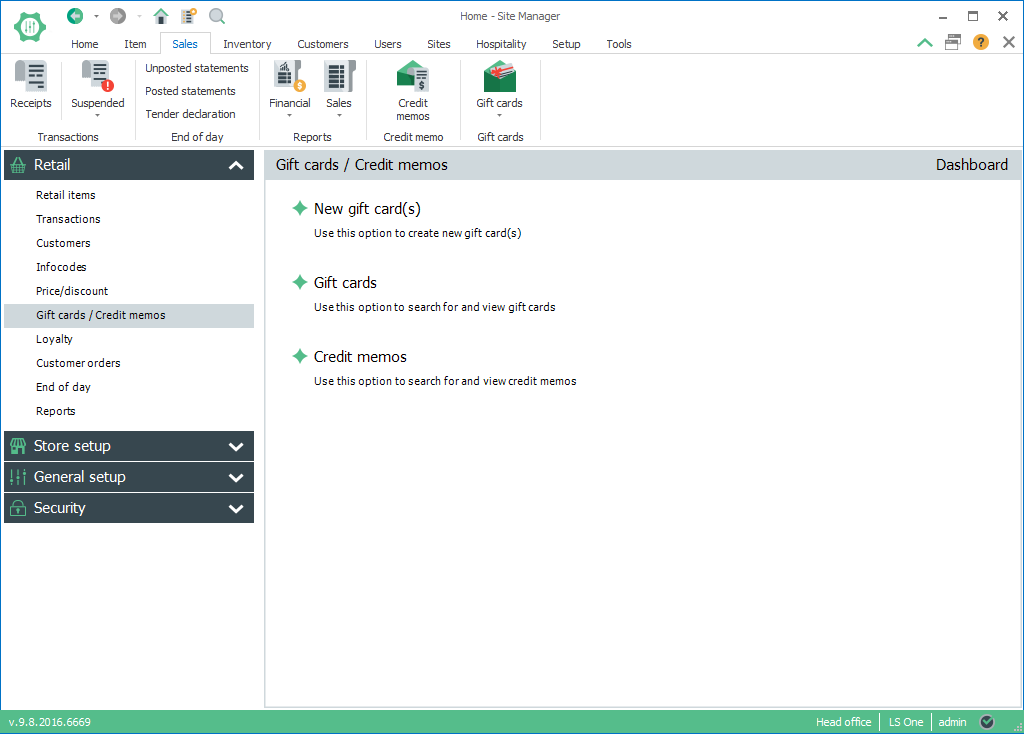 Home - Site Manager
Home Item Sales Inventory Customers Users Sites Hospitality Setup Tools
Receipts
Suspended
Transactions
Unposted statements
Posted statements
Tender declaration
End of day
Financial
Sales
Reports
Credit
memos
Credit memo
Gift cards
Gift cards
Retail
Retail items
Transactions
Customers
Infocodes
Price/discount
Gift cards / Credit memos
Loyalty
Customer orders
End of day
Reports
Store setup
General setup
Security
Gift cards / Credit memos
Dashboard
New gift card(s)
Use this option to create new gift card(s)
Gift cards
Use this option to search for and view gift cards
Credit memos
Use this option to search for and view credit memos
v.9.8.2016.6669
Head office
LS One
admin